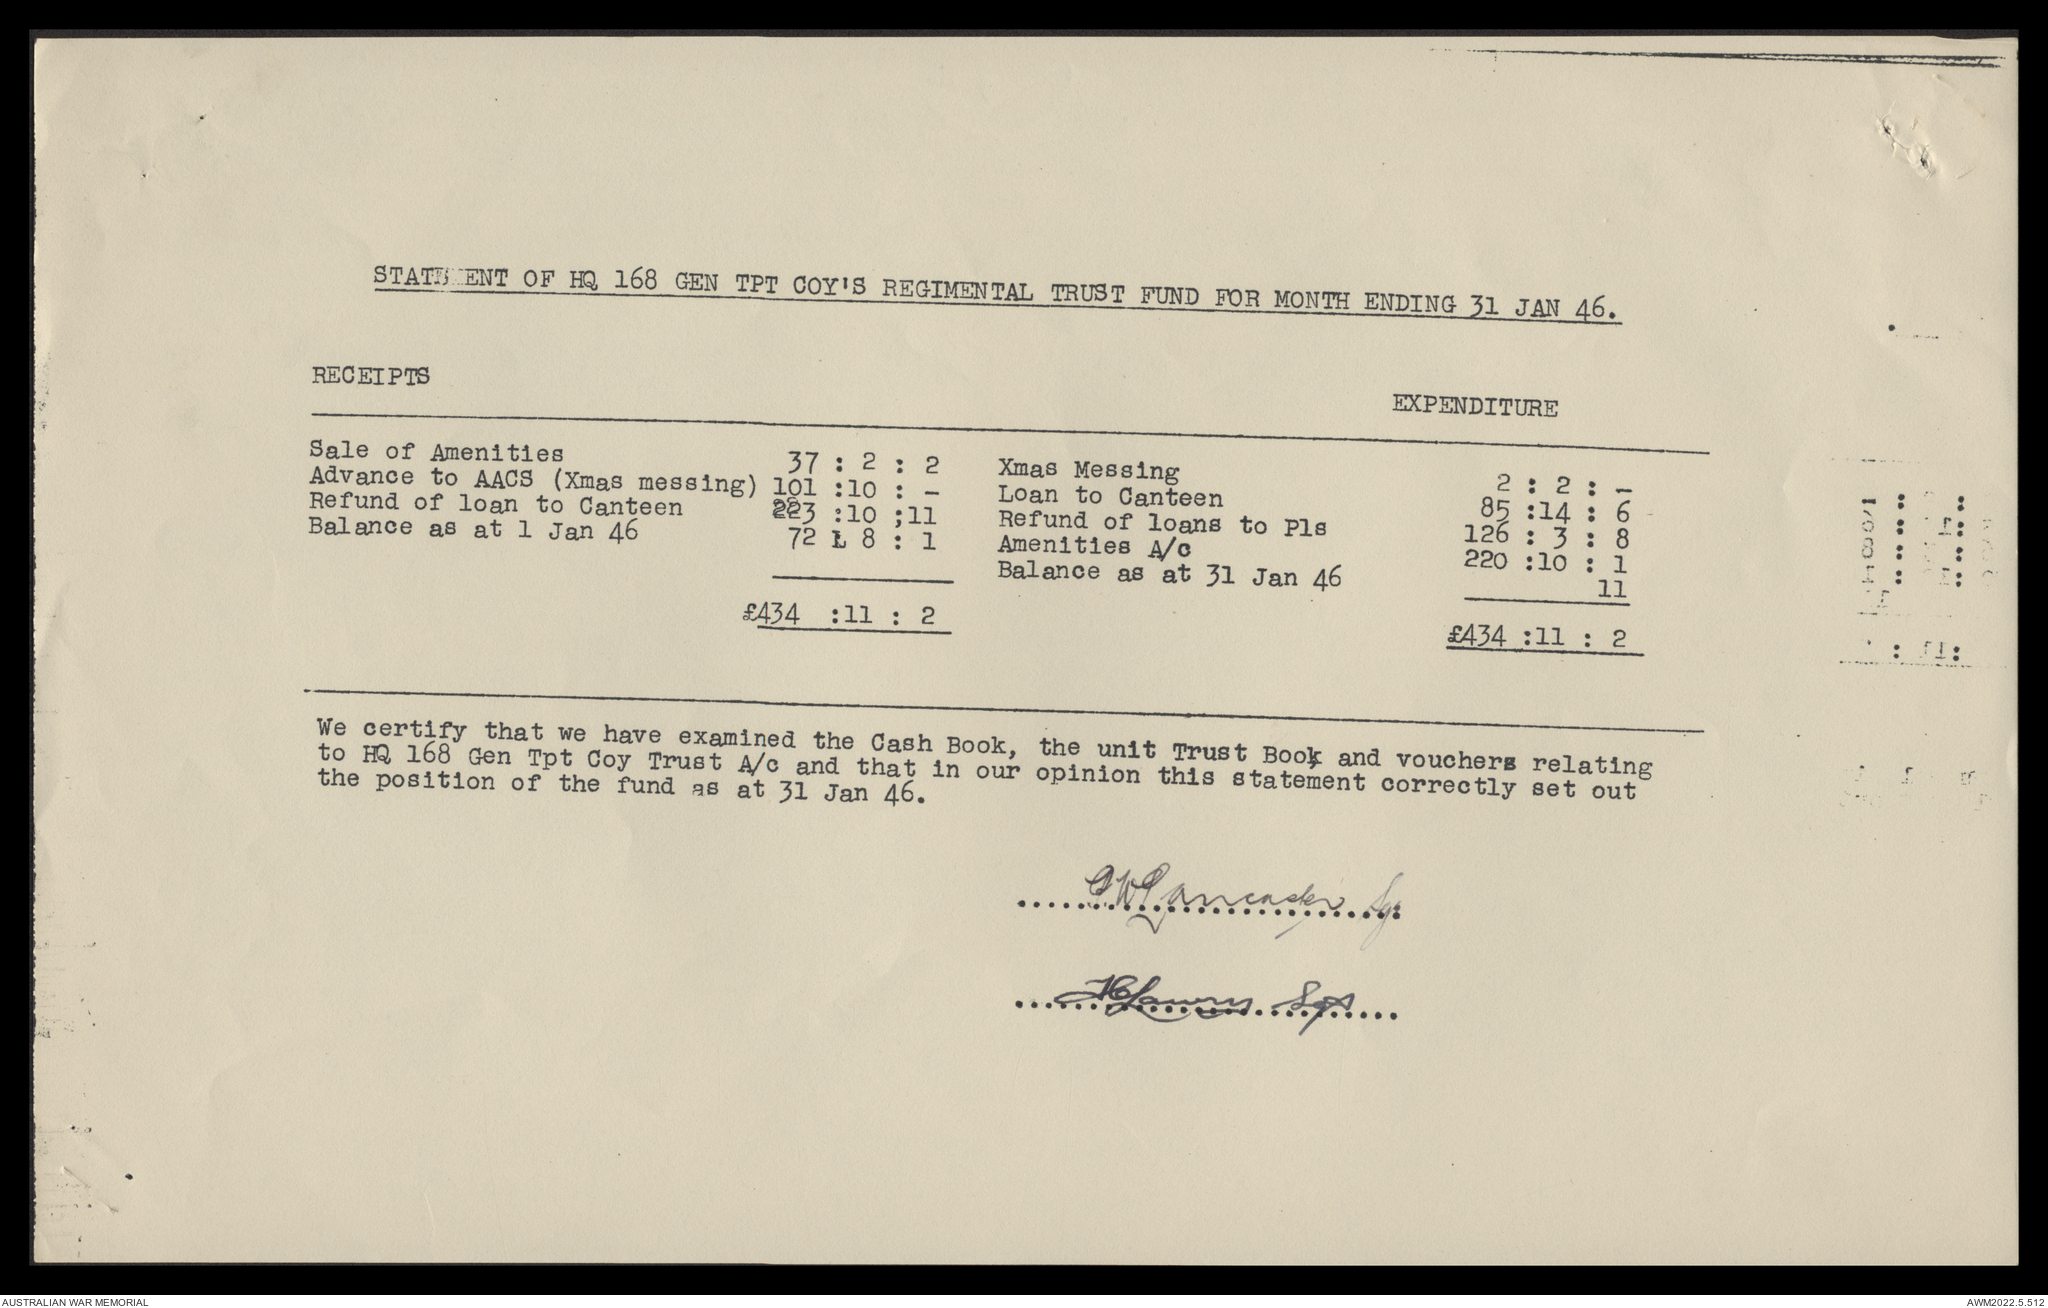 STATEMENT OF HQ 168 GEN TPT COY'S REGIMENTAL TRUST FUND FOR MONTH ENDING 31 JAN 46.
RECEIPTS
EXPENDITURE
Sale of Amenities 37 : 2 : 2
Advance to AACS (Xmas messing) 101 :10 : -
Refund of loan to Canteen 223 :10 ;11
Balance as at 1 Jan 46 72 L 8 : 1
£434 :11 : 2
Xmas Messing 2 : 2 : -
Loan to Canteen 85 :14 : 6
Refund of loans to Pls 126 : 3 : 8
Amenities A/c 220 :10 : 1
Balance as at 31 Jan 46 11
£434 :11 : 2
We certify that we have examined the Cash Book, the unit Trust Book and vouchers relating
to HQ 168 Gen Tpt Coy Trust A/c and that in our opinion this statement correctly set out
the position of the fund as at 31 Jan 46.
Lancaster Sgt
Sgt
AUSTRALIAN WAR MEMORIAL
AWM2022.5.512